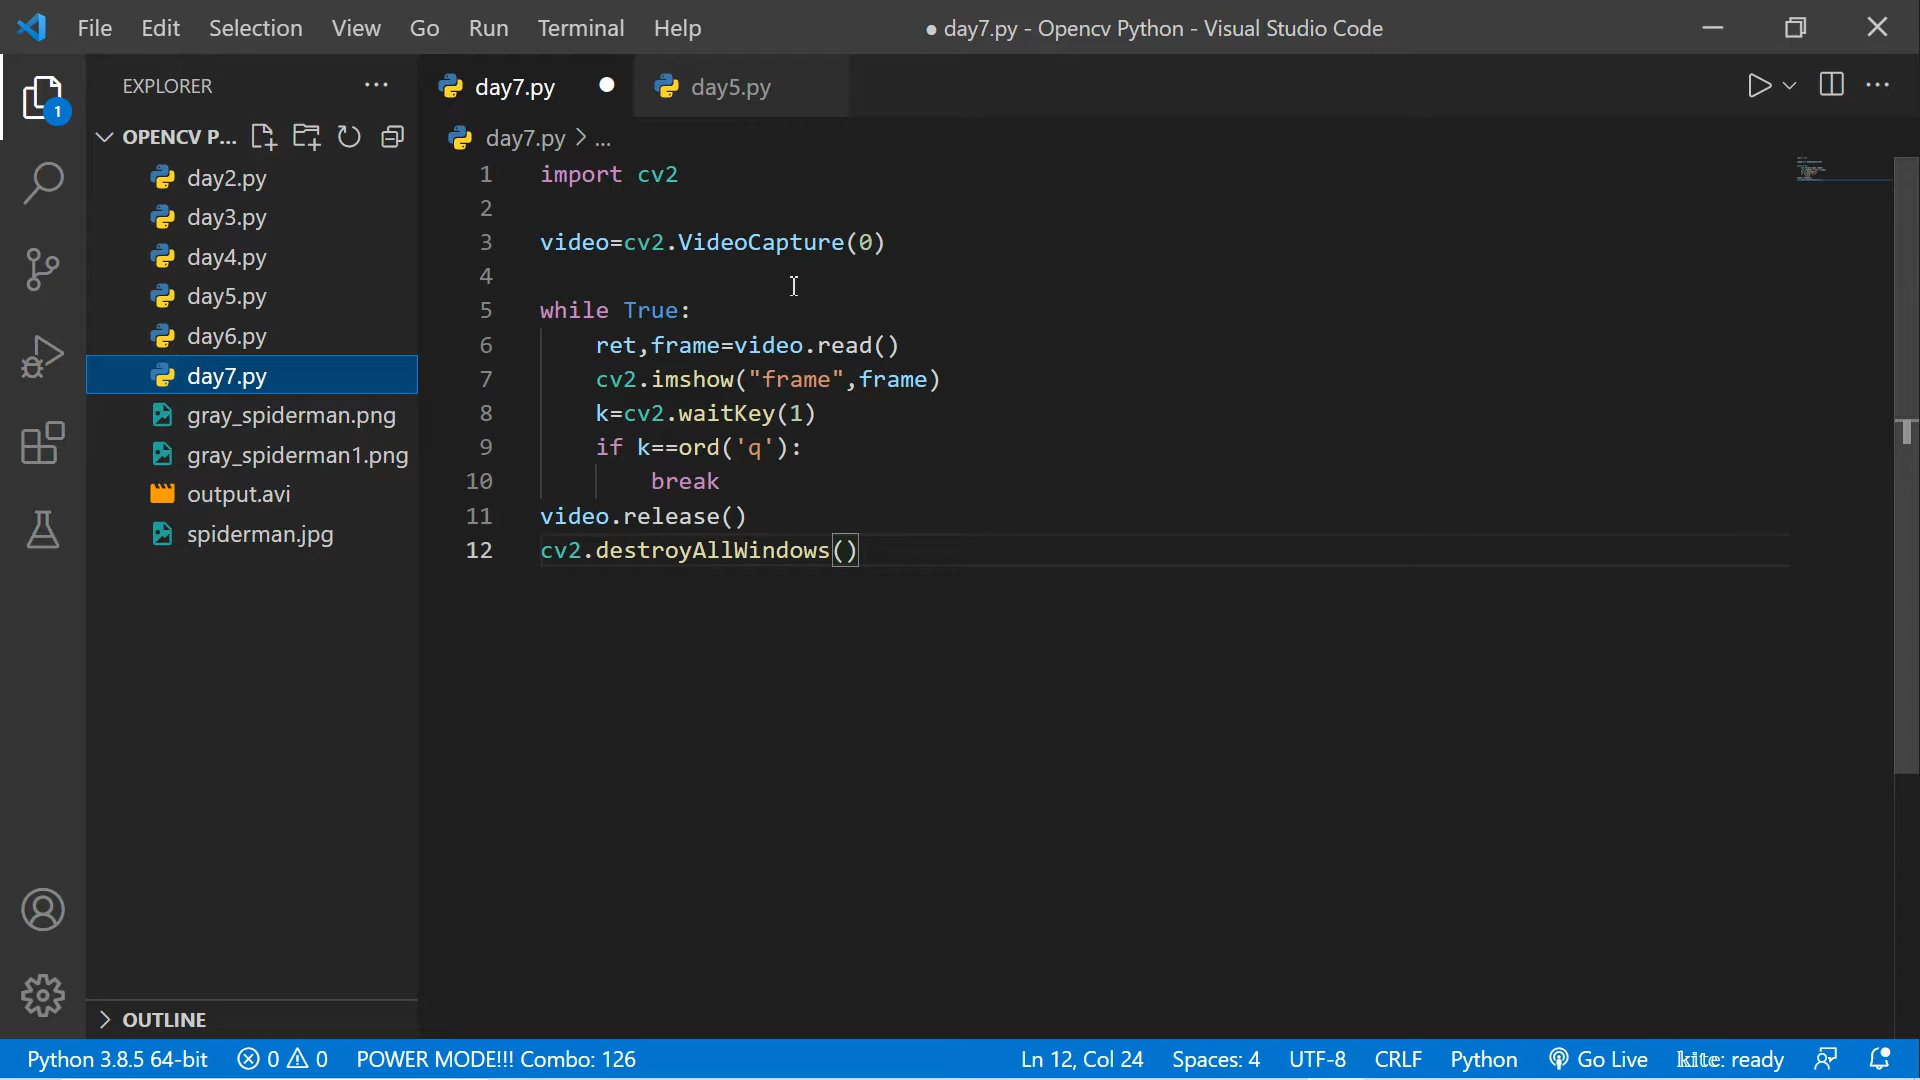 File Edit Selection View Go Run Terminal Help ● day7.py - Opencv Python - Visual Studio Code
EXPLORER ··· day7.py day5.py
1
OPENCV P... day7.py > ...
day2.py
day3.py
day4.py
day5.py
day6.py
day7.py
gray_spiderman.png
gray_spiderman1.png
output.avi
spiderman.jpg
1 import cv2
2
3 video=cv2.VideoCapture(0)
4
5 while True:
6 ret,frame=video.read()
7 cv2.imshow("frame",frame)
8 k=cv2.waitKey(1)
9 if k==ord('q'):
10 break
11 video.release()
12 cv2.destroyAllWindows()
OUTLINE
Python 3.8.5 64-bit 0 0 POWER MODE!!! Combo: 126 Ln 12, Col 24 Spaces: 4 UTF-8 CRLF Python Go Live kite: ready